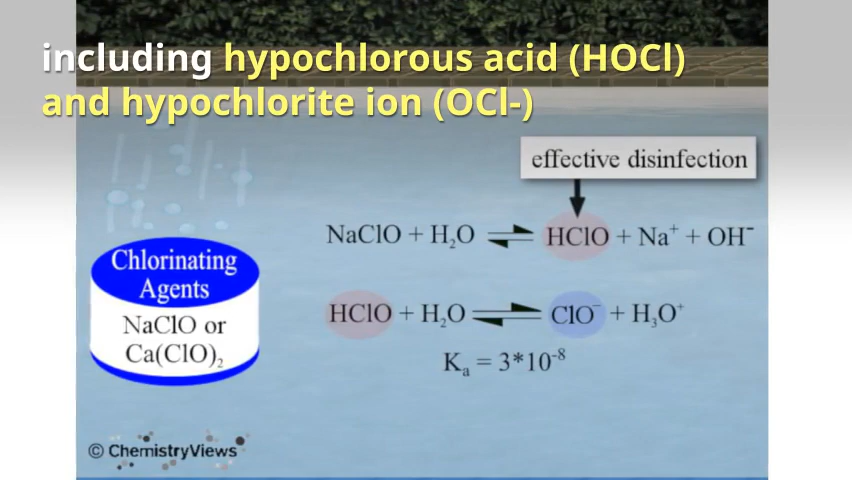 including hypochlorous acid (HOCl)
and hypochlorite ion (OCl-)
effective disinfection
NaClO + H₂O ⇌ HClO + Na⁺ + OH⁻
Chlorinating
Agents
NaClO or
Ca(ClO)₂
HClO + H₂O ⇌ ClO⁻ + H₃O⁺
Kₐ = 3*10⁻⁸
© ChemistryViews